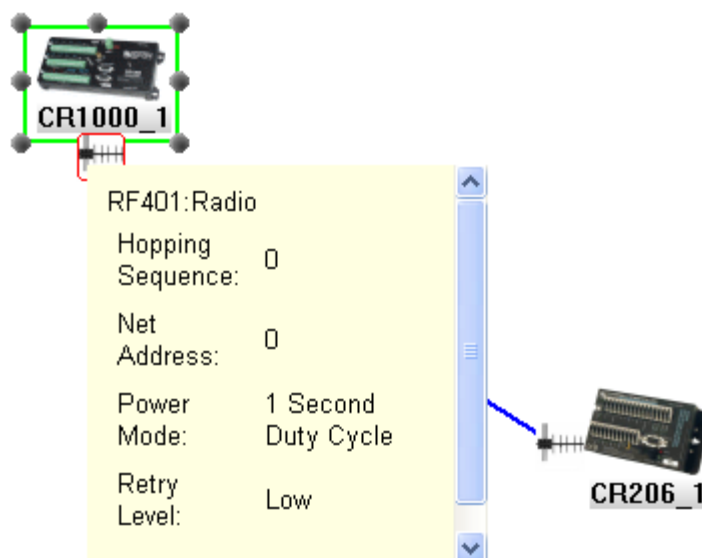 CR1000_1
RF401:Radio
Hopping
Sequence:
0
Net
Address:
0
Power
Mode:
1 Second
Duty Cycle
Retry
Level:
Low
CR206_1